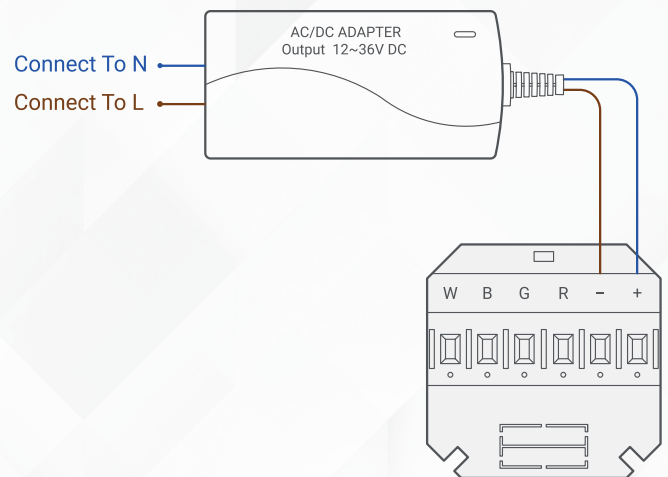 AC/DC ADAPTER
Output 12~36V DC
Connect To N
Connect To L
W B G R − +